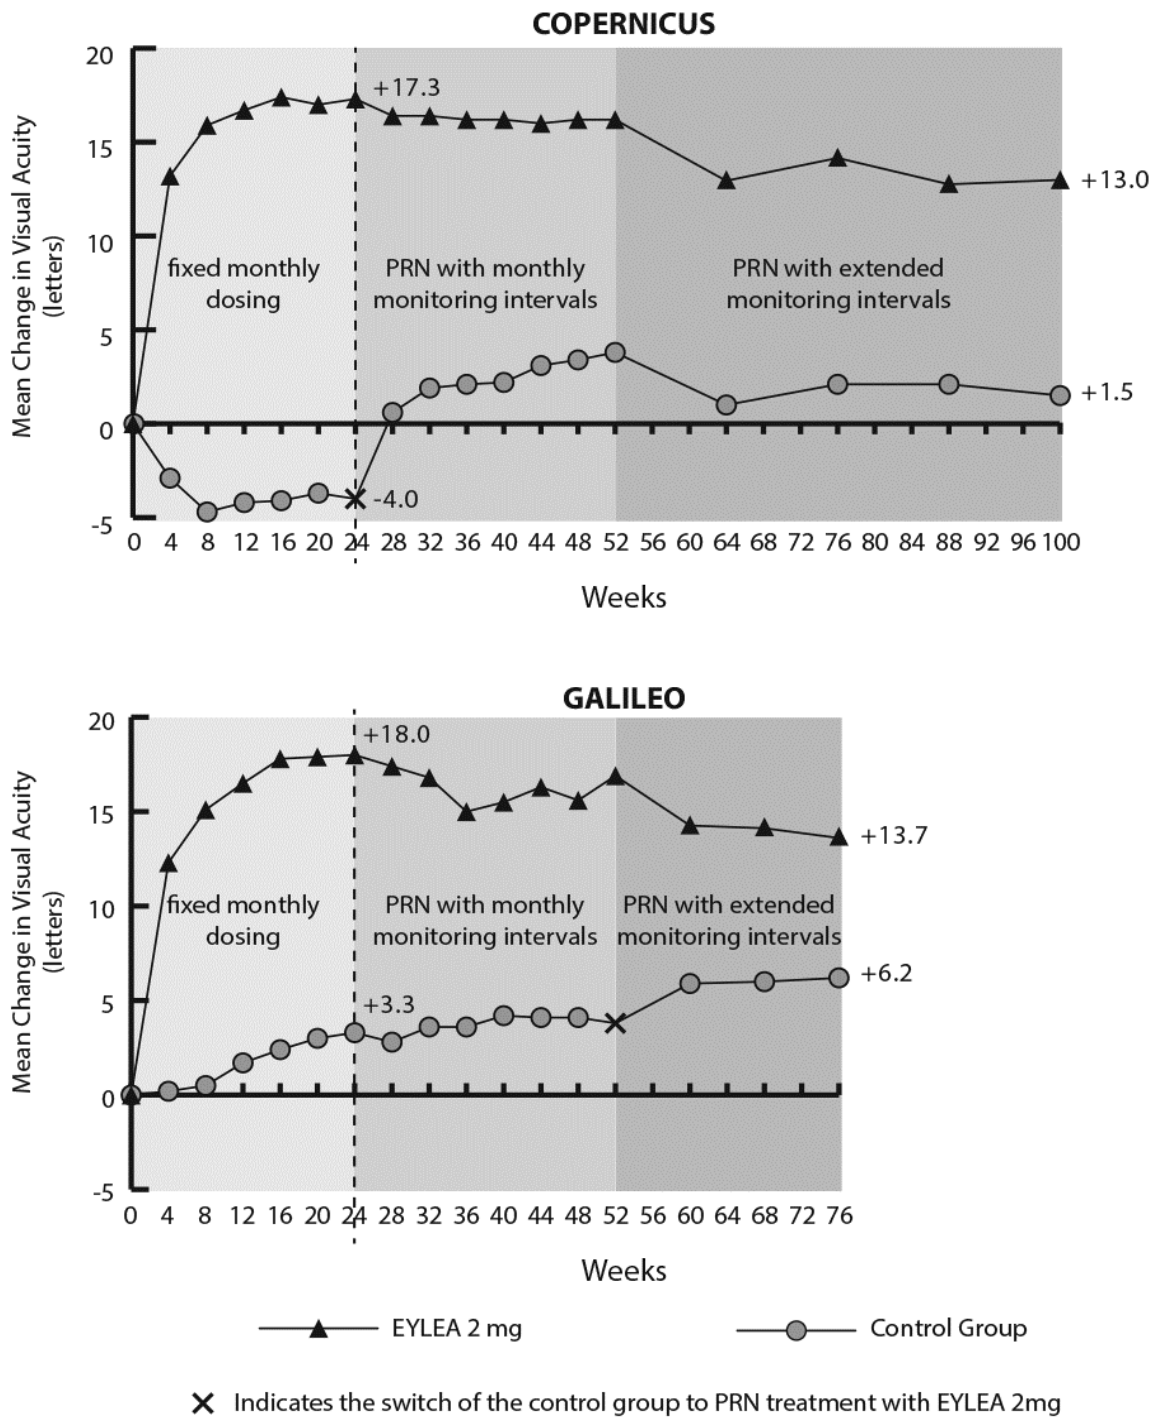 COPERNICUS
Mean Change in Visual Acuity
(letters)
20
15
10
5
0
-5
+17.3
+13.0
fixed monthly
dosing
PRN with monthly
monitoring intervals
PRN with extended
monitoring intervals
+1.5
-4.0
0 4 8 12 16 20 24 28 32 36 40 44 48 52 56 60 64 68 72 76 80 84 88 92 96 100
Weeks
GALILEO
Mean Change in Visual Acuity
(letters)
20
15
10
5
0
-5
+18.0
+13.7
fixed monthly
dosing
PRN with monthly
monitoring intervals
PRN with extended
monitoring intervals
+6.2
+3.3
0 4 8 12 16 20 24 28 32 36 40 44 48 52 56 60 64 68 72 76
Weeks
EYLEA 2 mg
Control Group
Indicates the switch of the control group to PRN treatment with EYLEA 2mg